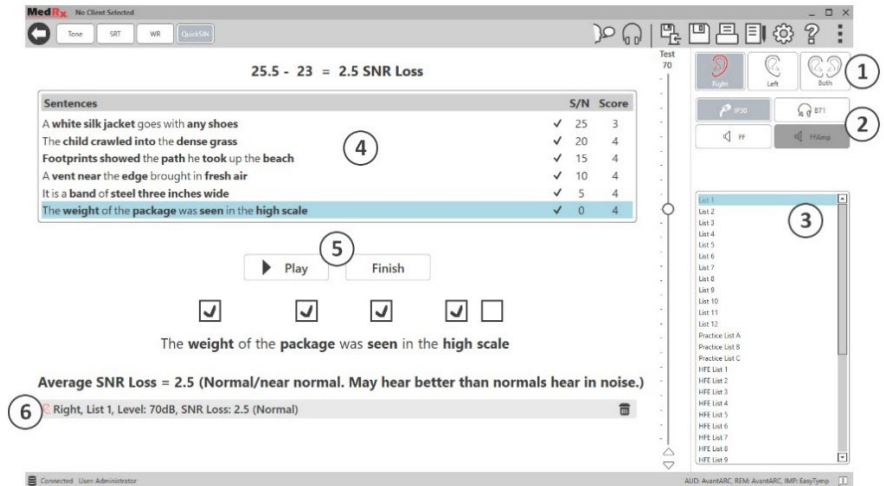 MedRx No Client Selected
Tone SRT WR QuickSIN
Test
70
25.5 - 23 = 2.5 SNR Loss
Right Left Both 1
Sentences S/N Score
A white silk jacket goes with any shoes ✓ 25 3
The child crawled into the dense grass ✓ 20 4
Footprints showed the path he took up the beach ✓ 15 4
A vent near the edge brought in fresh air ✓ 10 4
It is a band of steel three inches wide ✓ 5 4
The weight of the package was seen in the high scale ✓ 0 4
4
IP30 B71 2
FF FFAmp
List 1
List 2
List 3
List 4
List 5
List 6
List 7
List 8
List 9
List 10
List 11
List 12
Practice List A
Practice List B
Practice List C
HFE List 1
HFE List 2
HFE List 3
HFE List 4
HFE List 5
HFE List 6
HFE List 7
HFE List 8
HFE List 9
3
5
Play Finish
The weight of the package was seen in the high scale
Average SNR Loss = 2.5 (Normal/near normal. May hear better than normals hear in noise.)
6 Right, List 1, Level: 70dB, SNR Loss: 2.5 (Normal)
Connected User: Administrator
AUD: AvantARC, REM: AvantARC, IMP: EasyTymp